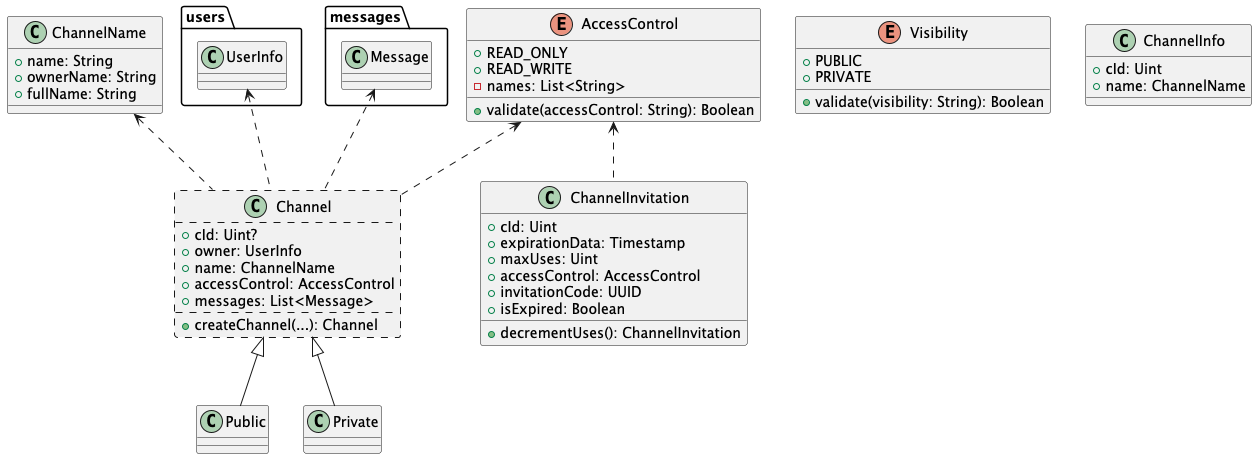 C ChannelName
name: String
ownerName: String
fullName: String
users
C UserInfo
messages
C Message
E AccessControl
READ_ONLY
READ_WRITE
names: List<String>
validate(accessControl: String): Boolean
E Visibility
PUBLIC
PRIVATE
validate(visibility: String): Boolean
C ChannelInfo
cId: Uint
name: ChannelName
C Channel
cId: Uint?
owner: UserInfo
name: ChannelName
accessControl: AccessControl
messages: List<Message>
createChannel(...): Channel
C ChannelInvitation
cId: Uint
expirationData: Timestamp
maxUses: Uint
accessControl: AccessControl
invitationCode: UUID
isExpired: Boolean
decrementUses(): ChannelInvitation
C Public
C Private